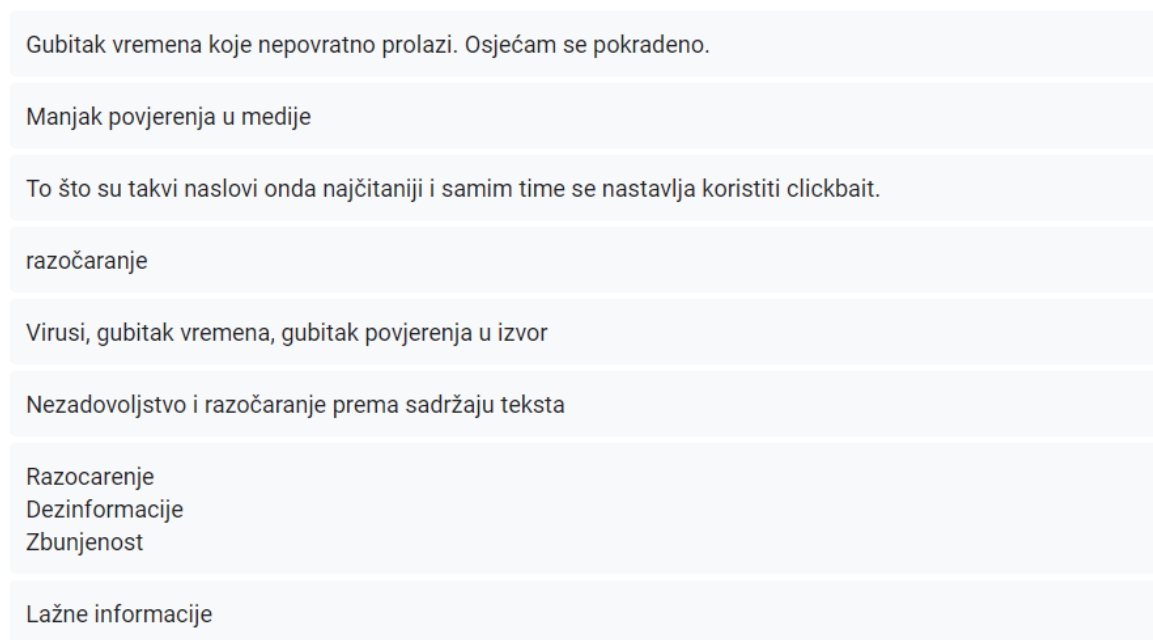 Gubitak vremena koje nepovratno prolazi. Osjećam se pokradeno.
Manjak povjerenja u medije
To što su takvi naslovi onda najčitaniji i samim time se nastavlja koristiti clickbait.
razočaranje
Virusi, gubitak vremena, gubitak povjerenja u izvor
Nezadovoljstvo i razočaranje prema sadržaju teksta
Razocarenje
Dezinformacije
Zbunjenost
Lažne informacije